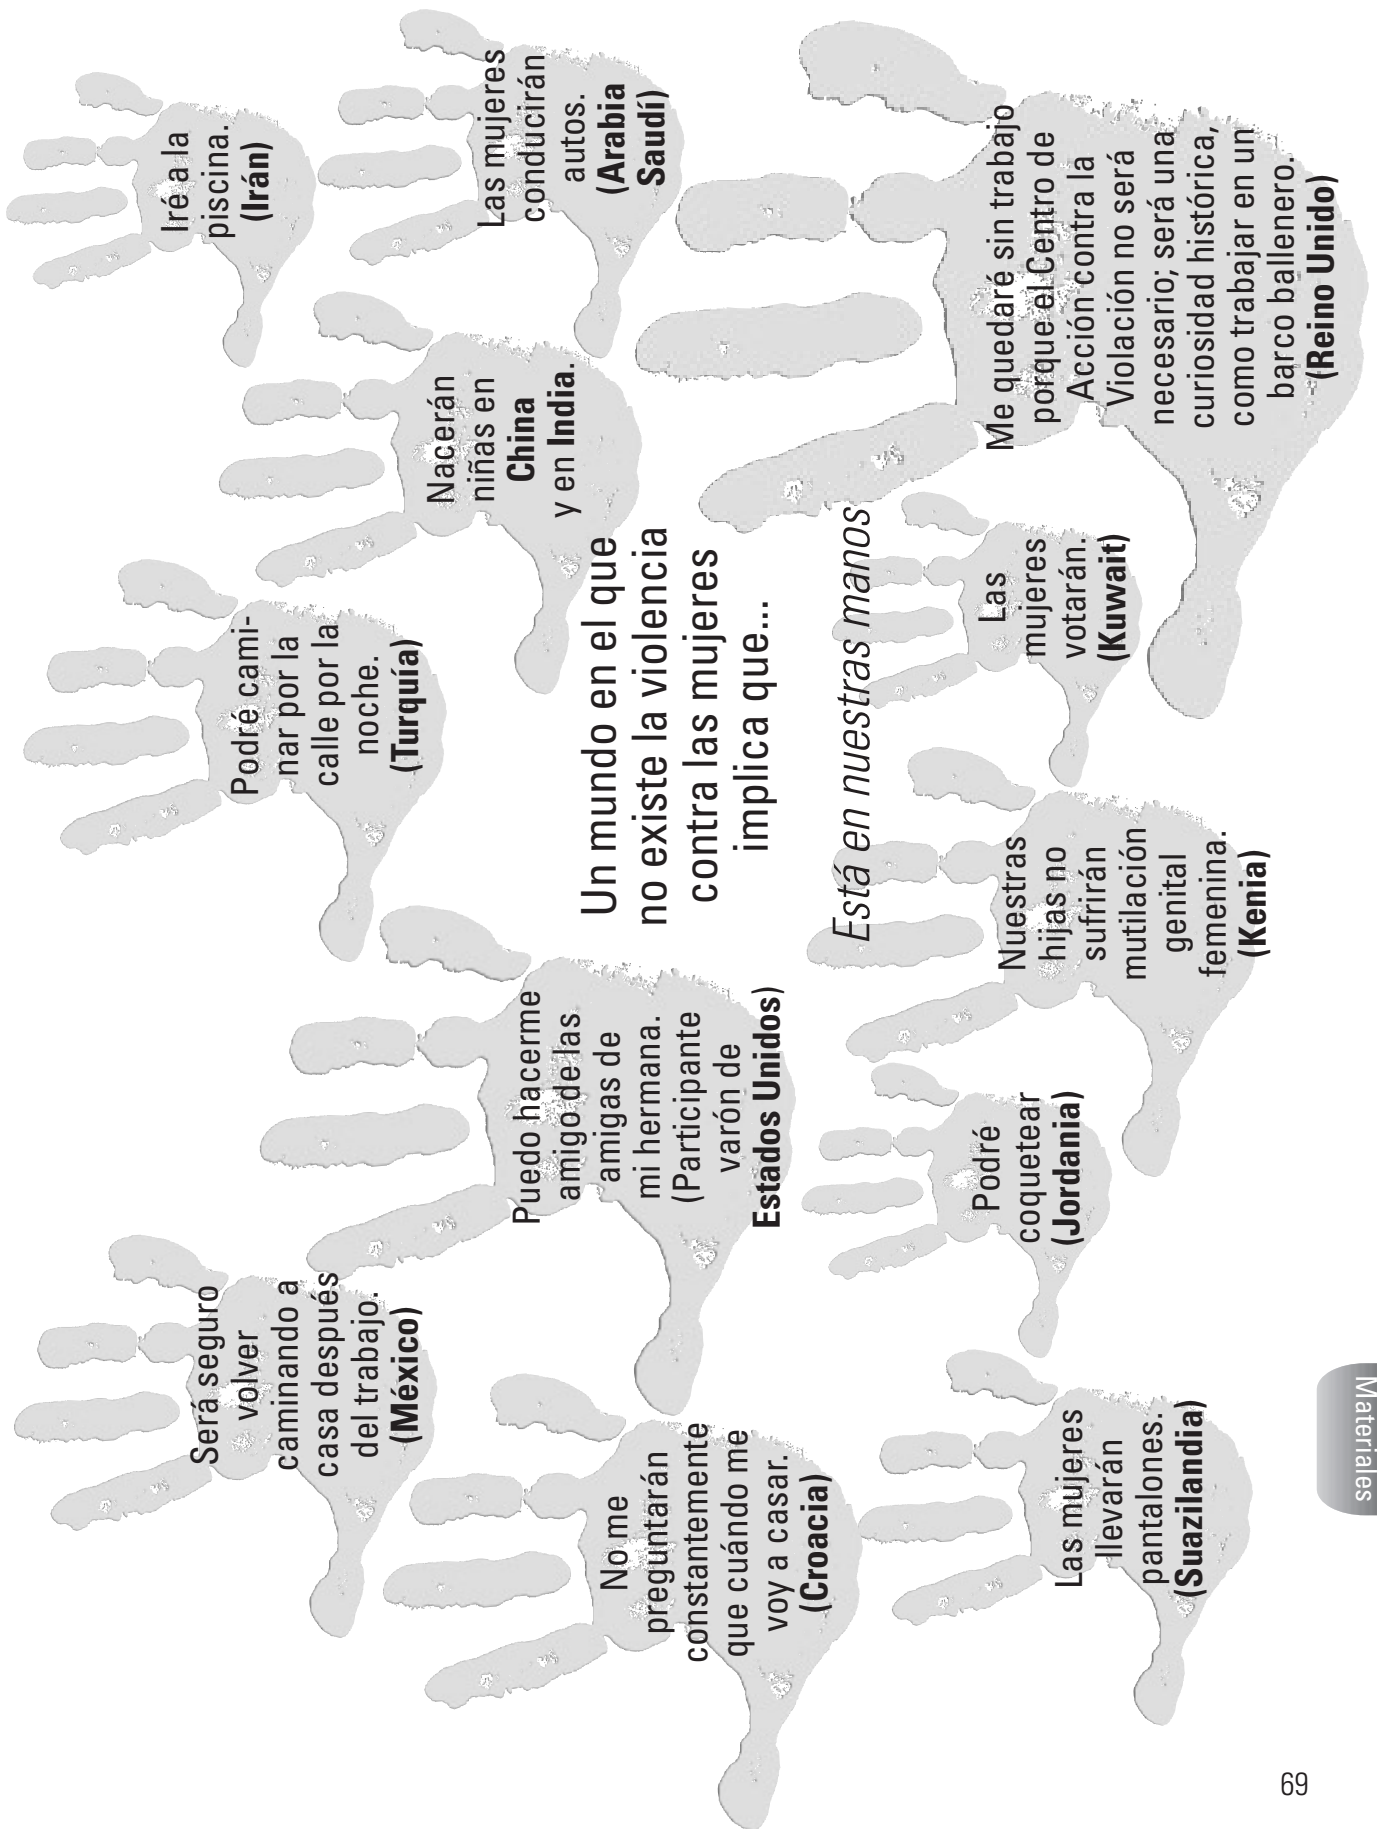 Un mundo en el que
no existe la violencia
contra las mujeres
implica que...
Está en nuestras manos
Será seguro
volver
caminando a
casa después
del trabajo.
(México)
Podré cami-
nar por la
calle por la
noche.
(Turquía)
Iré a la
piscina.
(Irán)
No me
preguntarán
constantemente
que cuándo me
voy a casar.
(Croacia)
Puedo hacerme
amigo de las
amigas de
mi hermana.
(Participante
varón de
Estados Unidos)
Nacerán
niñas en
China
y en India.
Las mujeres
conducirán
autos.
(Arabia
Saudí)
Las mujeres
llevarán
pantalones.
(Suazilandia)
Podré
coquetear
(Jordania)
Nuestras
hijas no
sufrirán
mutilación
genital
femenina.
(Kenia)
Las
mujeres
votarán.
(Kuwait)
Me quedaré sin trabajo
porque el Centro de
Acción contra la
Violación no será
necesario; será una
curiosidad histórica,
como trabajar en un
barco ballenero.
(Reino Unido)
Materiales
69